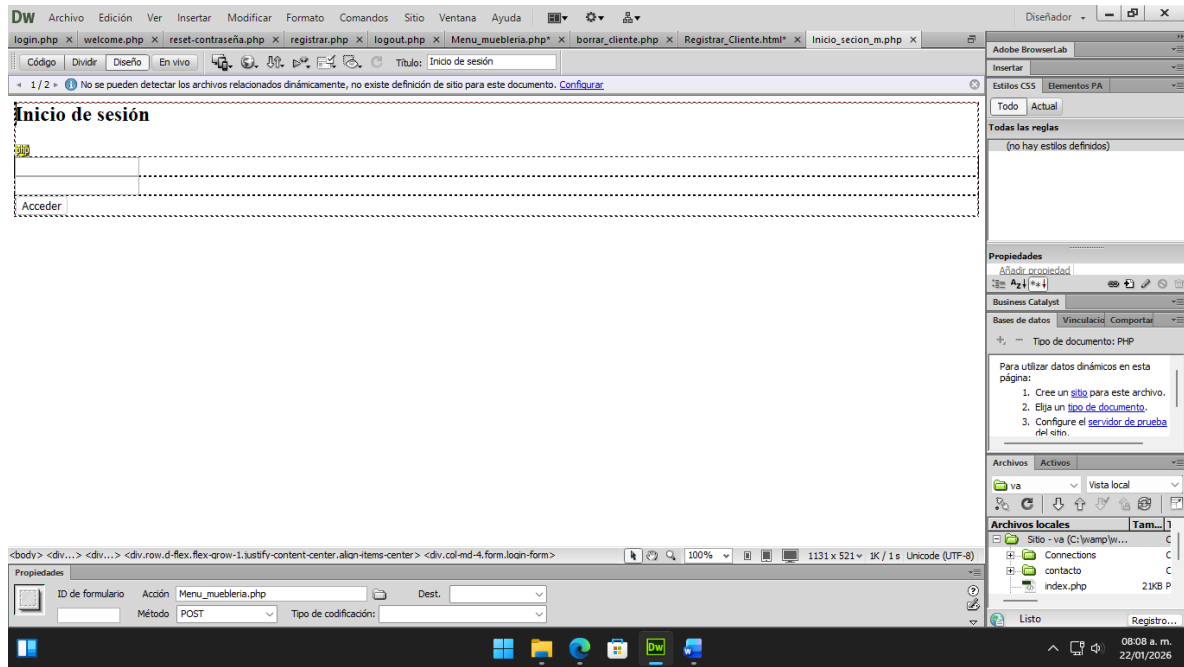 DW Archivo Edición Ver Insertar Modificar Formato Comandos Sitio Ventana Ayuda Diseñador
login.php welcome.php reset-contraseña.php registrar.php logout.php Menu_muebleria.php* borrar_cliente.php Registrar_Cliente.html* Inicio_secion_m.php
Código Dividir Diseño En vivo Título: Inicio de sesión
1 / 2 No se pueden detectar los archivos relacionados dinámicamente, no existe definición de sitio para este documento. Configurar
Inicio de sesión
php
Acceder
Adobe BrowserLab
Insertar
Estilos CSS Elementos PA
Todo Actual
Todas las reglas
(no hay estilos definidos)
Propiedades
Añadir propiedad
Business Catalyst
Bases de datos Vinculacio Comportar
Tipo de documento: PHP
Para utilizar datos dinámicos en esta
página:
1. Cree un sitio para este archivo.
2. Elija un tipo de documento.
3. Configure el servidor de prueba
del sitio.
Archivos Activos
va Vista local
Archivos locales Tam... T
Sitio - va (C:\wamp\w... C
Connections C
contacto C
index.php 21KB P
Listo Registro...
<body> <div...> <div...> <div.row.d-flex.flex-grow-1.justify-content-center.align-items-center> <div.col-md-4.form.login-form> 100% 1131 x 521 1K / 1 s Unicode (UTF-8)
Propiedades
ID de formulario Acción Menu_muebleria.php Dest.
Método POST Tipo de codificación:
Dw
08:08 a. m.
22/01/2026